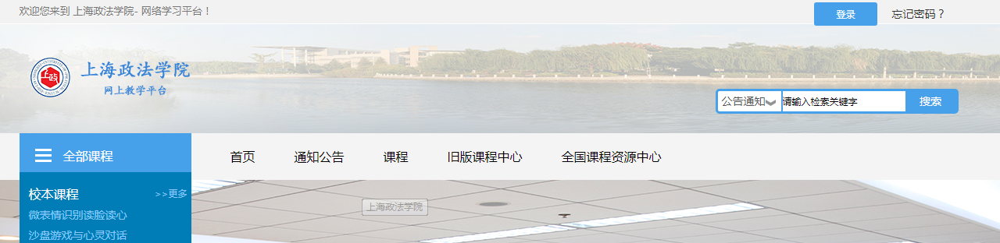 欢迎您来到 上海政法学院- 网络学习平台！
登录
忘记密码？
上海政法学院
网上教学平台
上政
公告通知
请输入检索关键字
搜索
全部课程
首页
通知公告
课程
旧版课程中心
全国课程资源中心
校本课程
>>更多
微表情识别读脸读心
沙盘游戏与心灵对话
上海政法学院